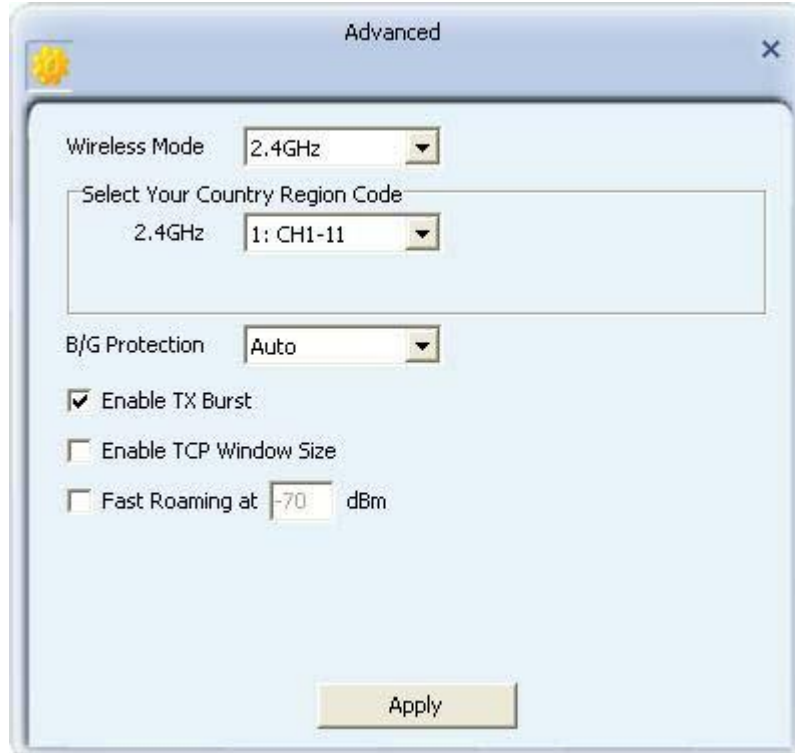 Advanced
Wireless Mode 2.4GHz
Select Your Country Region Code
2.4GHz 1: CH1-11
B/G Protection Auto
Enable TX Burst
Enable TCP Window Size
Fast Roaming at -70 dBm
Apply